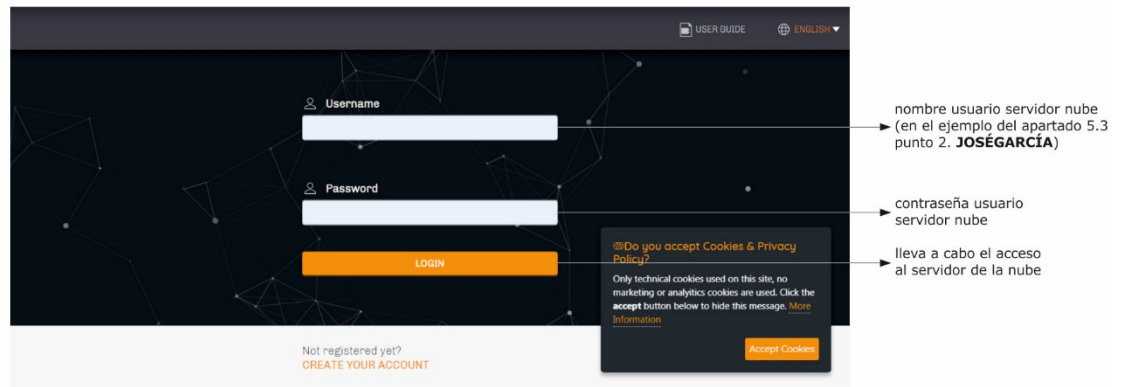 USER GUIDE
ENGLISH
Username
nombre usuario servidor nube
(en el ejemplo del apartado 5.3
punto 2. JOSÉGARCÍA)
Password
contraseña usuario
servidor nube
LOGIN
lleva a cabo el acceso
al servidor de la nube
Do you accept Cookies & Privacy
Policy?
Only technical cookies used on this site, no
marketing or analyitics cookies are used. Click the
accept button below to hide this message. More
Information
Accept Cookies
Not registered yet?
CREATE YOUR ACCOUNT